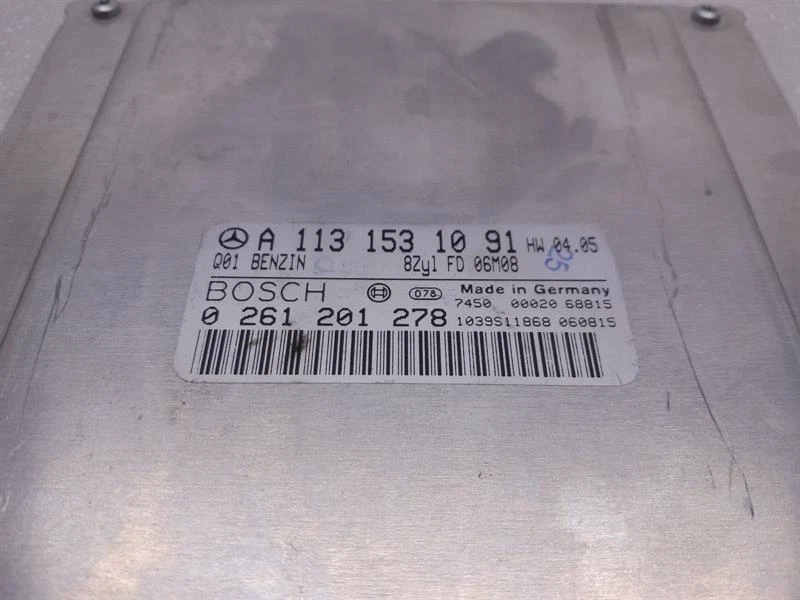 A 113 153 10 91 HW 04.05
Q01 BENZIN 8Zyl FD 06M08
25
BOSCH 078 Made in Germany
7450 00020 68815
0 261 201 278 1039S11868 060815